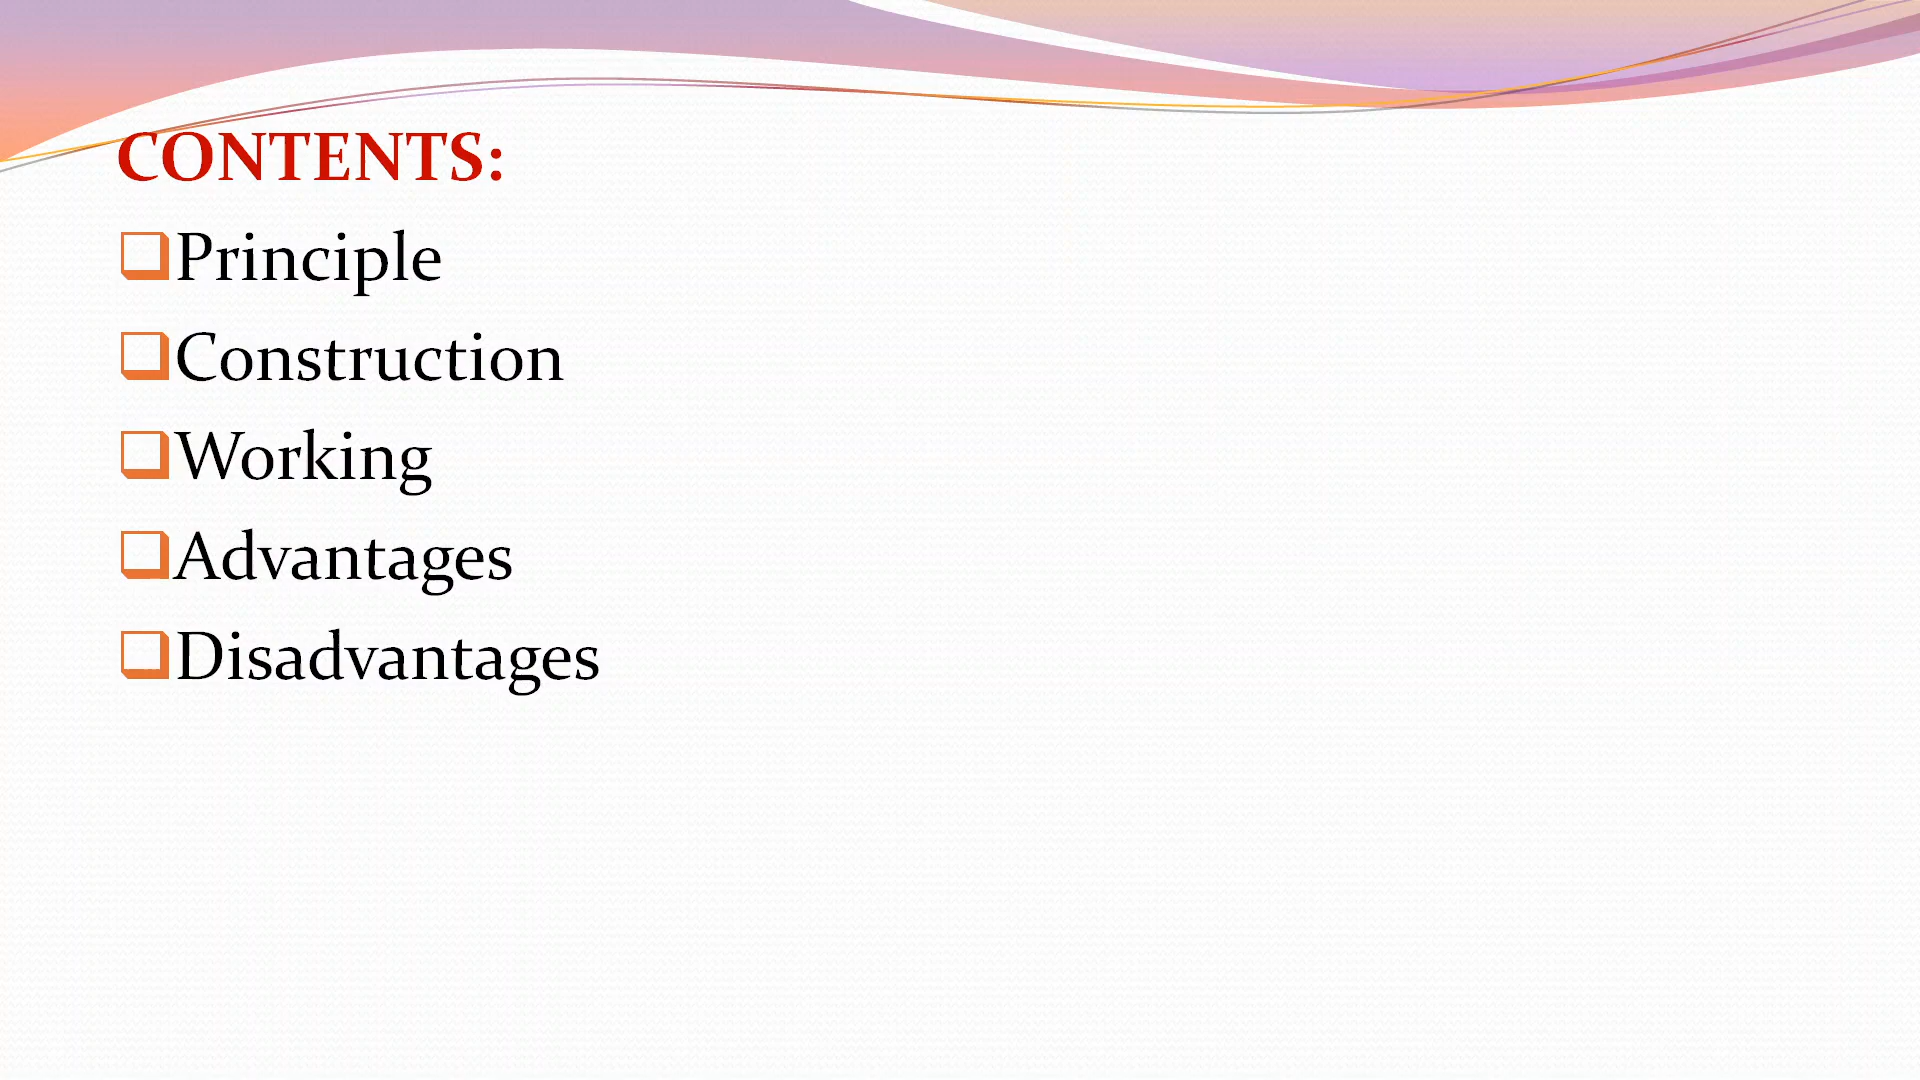 CONTENTS:
Principle
Construction
Working
Advantages
Disadvantages